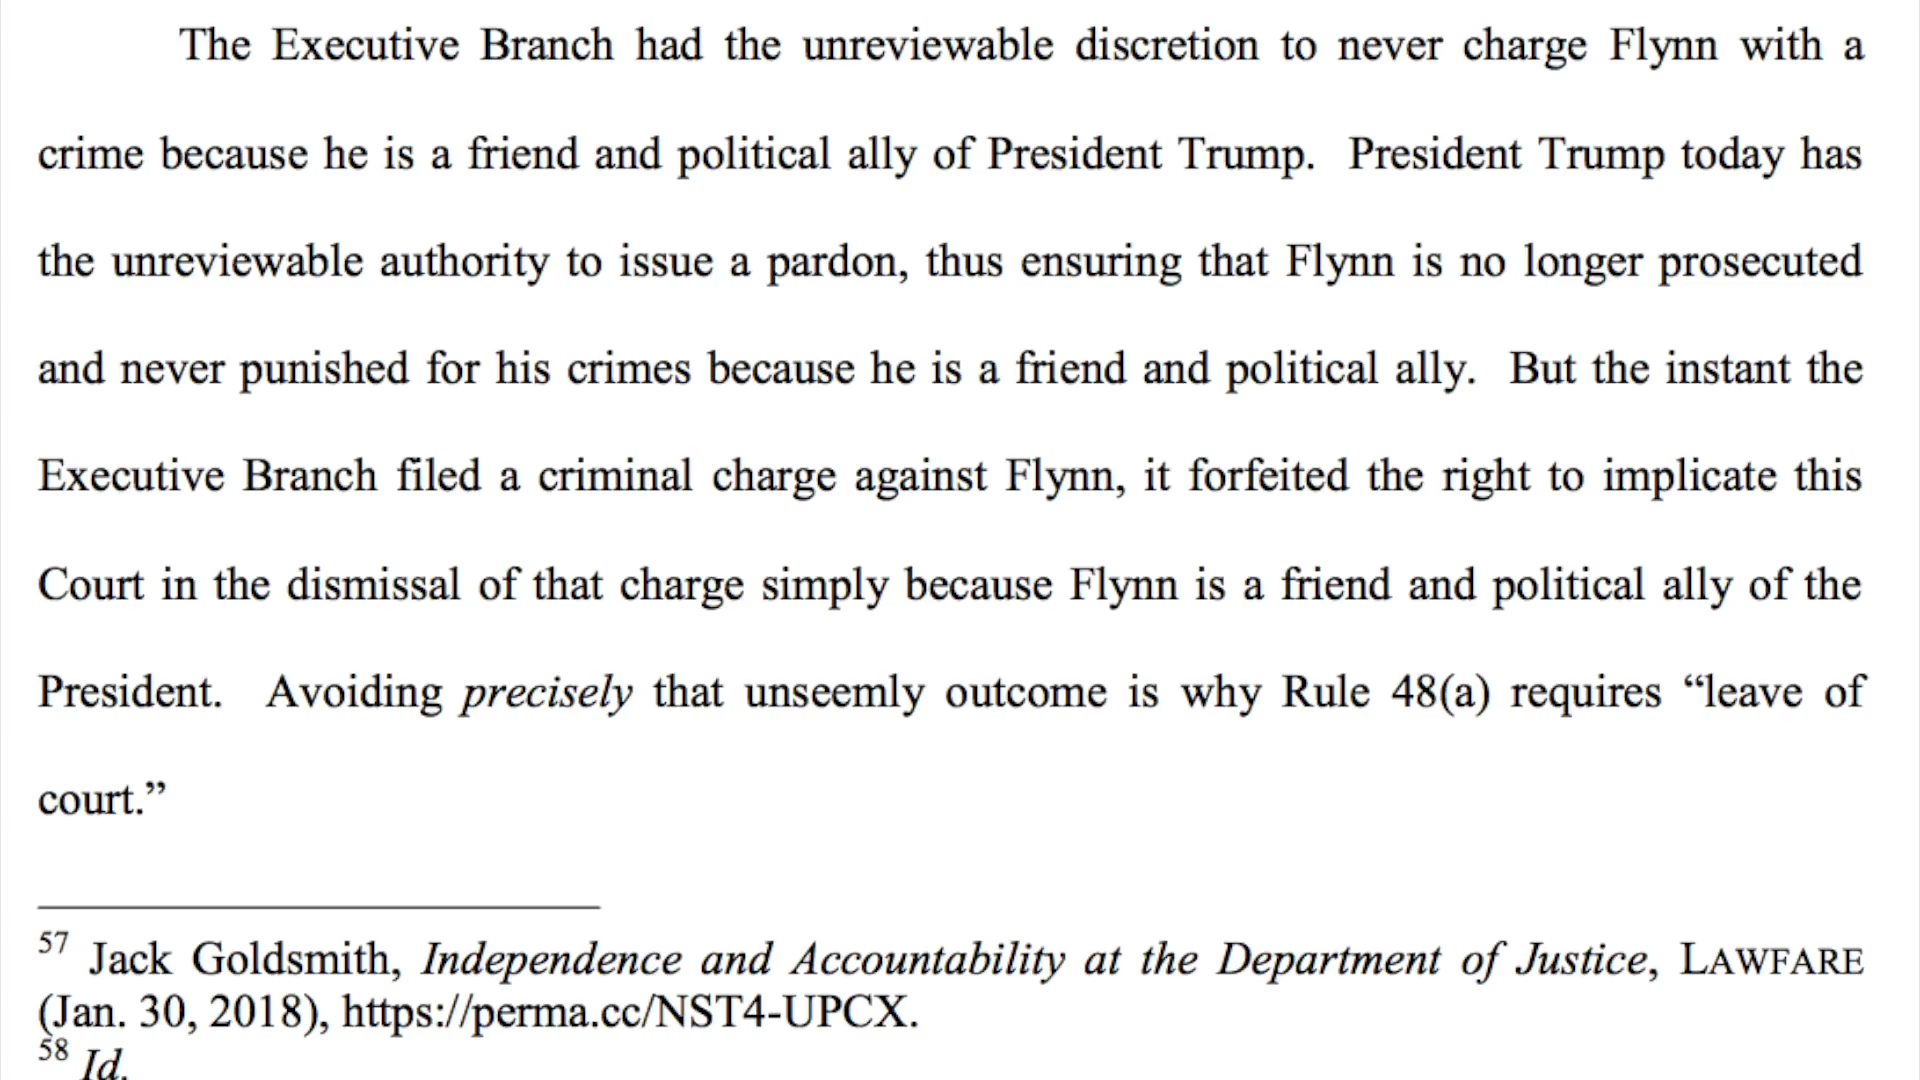 The Executive Branch had the unreviewable discretion to never charge Flynn with a
crime because he is a friend and political ally of President Trump. President Trump today has
the unreviewable authority to issue a pardon, thus ensuring that Flynn is no longer prosecuted
and never punished for his crimes because he is a friend and political ally. But the instant the
Executive Branch filed a criminal charge against Flynn, it forfeited the right to implicate this
Court in the dismissal of that charge simply because Flynn is a friend and political ally of the
President. Avoiding precisely that unseemly outcome is why Rule 48(a) requires “leave of
court.”
57 Jack Goldsmith, Independence and Accountability at the Department of Justice, LAWFARE
(Jan. 30, 2018), https://perma.cc/NST4-UPCX.
58 Id.